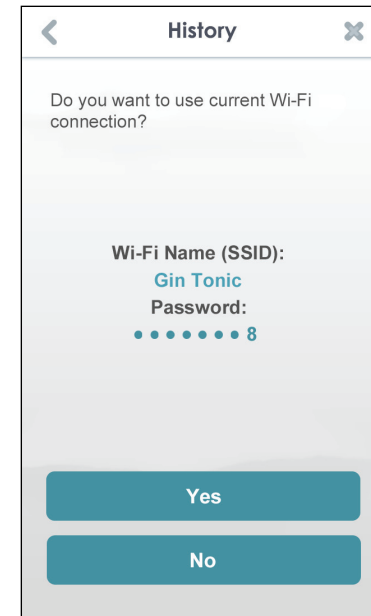 History
Do you want to use current Wi-Fi
connection?
Wi-Fi Name (SSID):
Gin Tonic
Password:
• • • • • • • 8
Yes
No